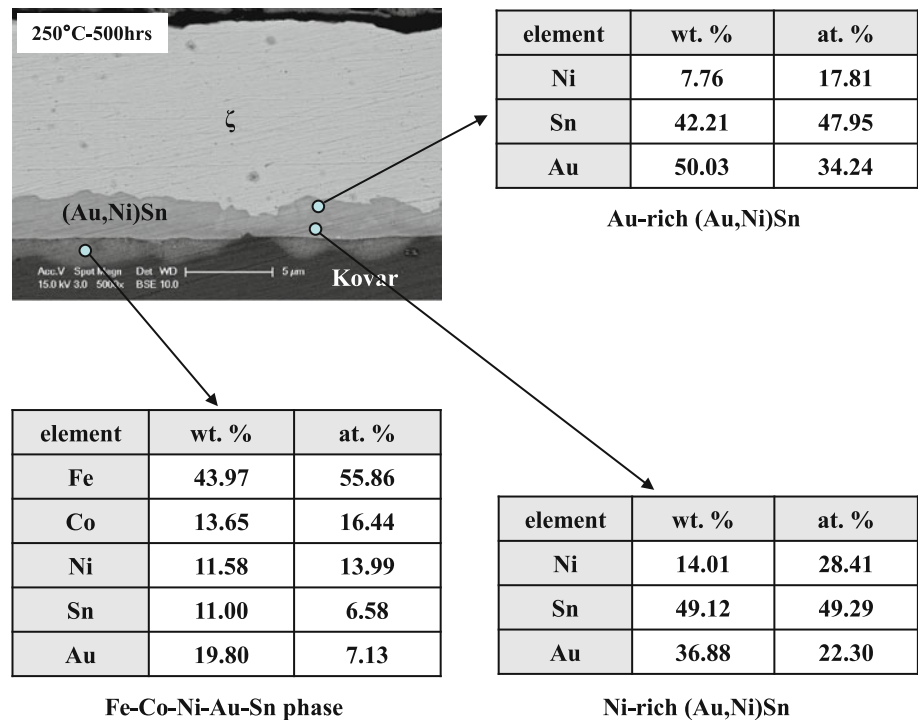 250°C-500hrs
ζ
(Au,Ni)Sn
Acc.V Spot Magn Det WD 5 μm
15.0 kV 3.0 5000x BSE 10.0
Kovar
element wt. % at. %
Ni 7.76 17.81
Sn 42.21 47.95
Au 50.03 34.24
Au-rich (Au,Ni)Sn
element wt. % at. %
Fe 43.97 55.86
Co 13.65 16.44
Ni 11.58 13.99
Sn 11.00 6.58
Au 19.80 7.13
Fe-Co-Ni-Au-Sn phase
element wt. % at. %
Ni 14.01 28.41
Sn 49.12 49.29
Au 36.88 22.30
Ni-rich (Au,Ni)Sn